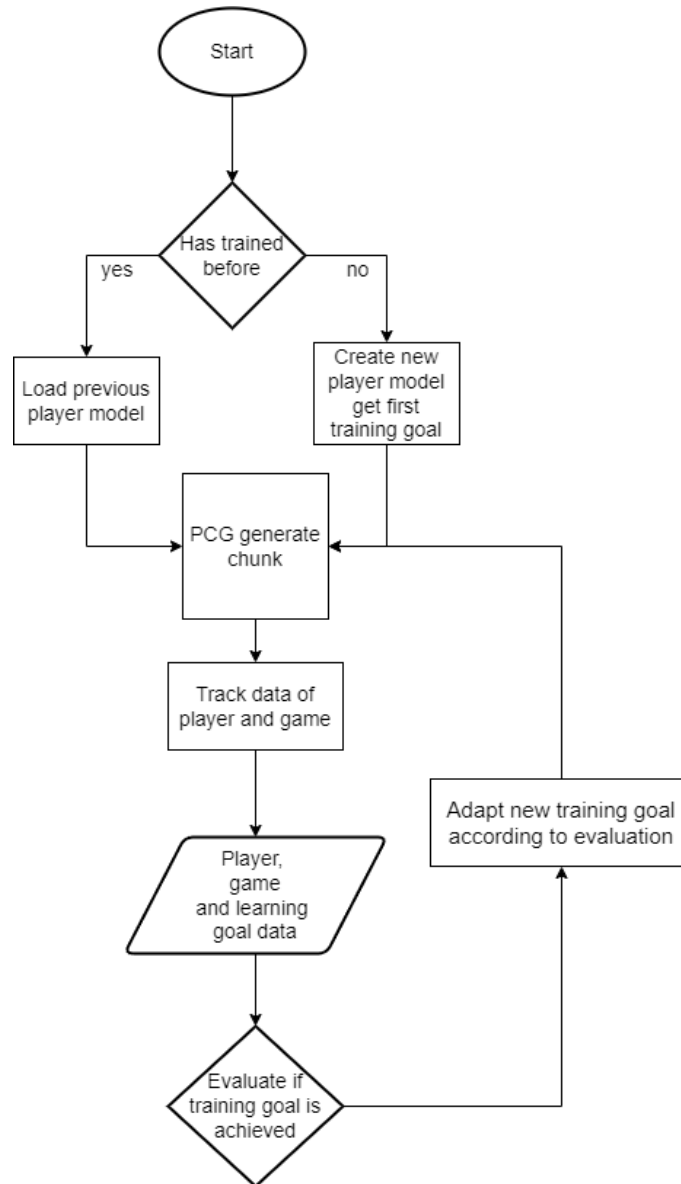 Start
Has trained
before
yes
no
Load previous
player model
Create new
player model
get first
training goal
PCG generate
chunk
Track data of
player and game
Adapt new training goal
according to evaluation
Player,
game
and learning
goal data
Evaluate if
training goal is
achieved